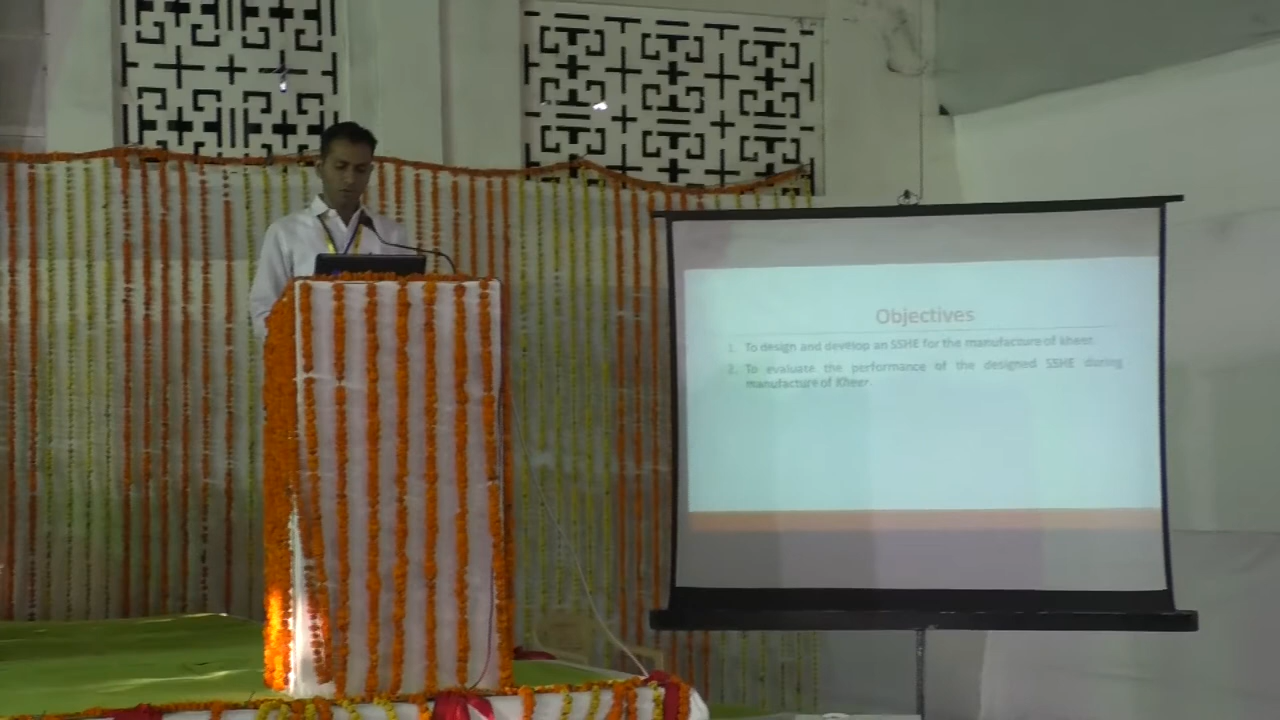 Objectives
1. To design and develop an SSHE for the manufacture of kheer.
2. To evaluate the performance of the designed SSHE during
manufacture of Kheer.